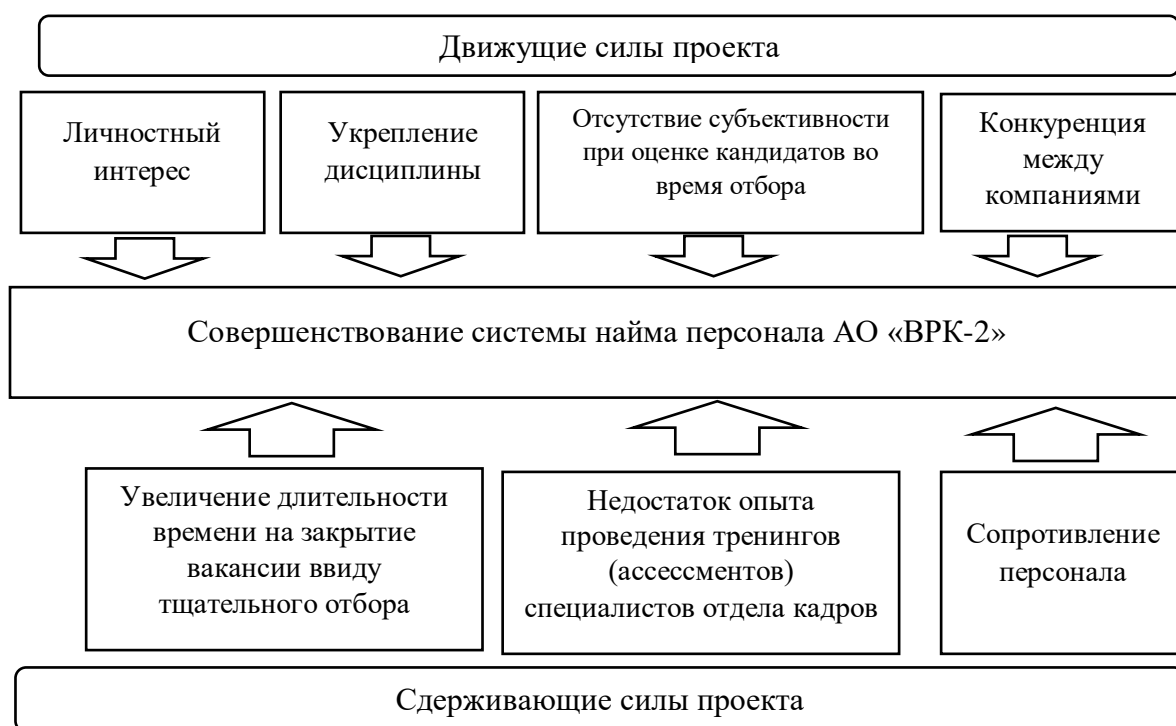 Движущие силы проекта
Личностный
интерес
Укрепление
дисциплины
Отсутствие субъективности
при оценке кандидатов во
время отбора
Конкуренция
между
компаниями
Совершенствование системы найма персонала АО «ВРК-2»
Увеличение длительности
времени на закрытие
вакансии ввиду
тщательного отбора
Недостаток опыта
проведения тренингов
(ассессментов)
специалистов отдела кадров
Сопротивление
персонала
Сдерживающие силы проекта